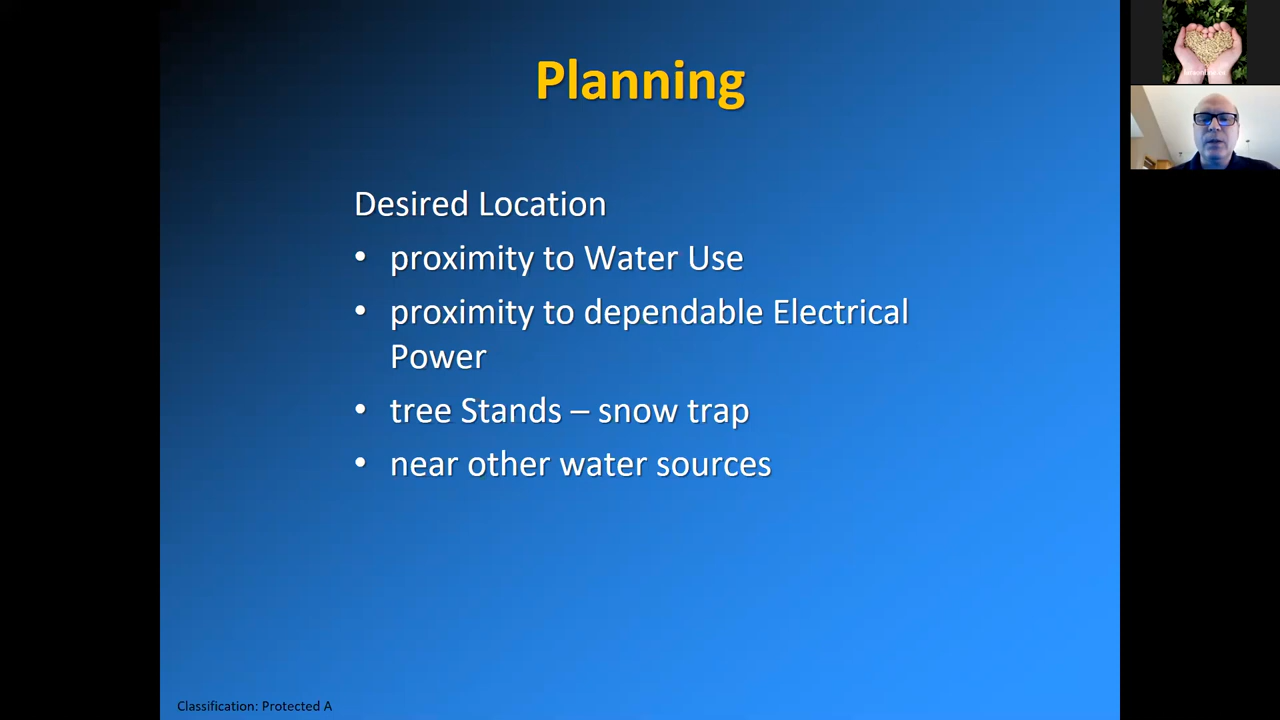 Planning
Desired Location
• proximity to Water Use
• proximity to dependable Electrical
Power
• tree Stands – snow trap
• near other water sources
Classification: Protected A